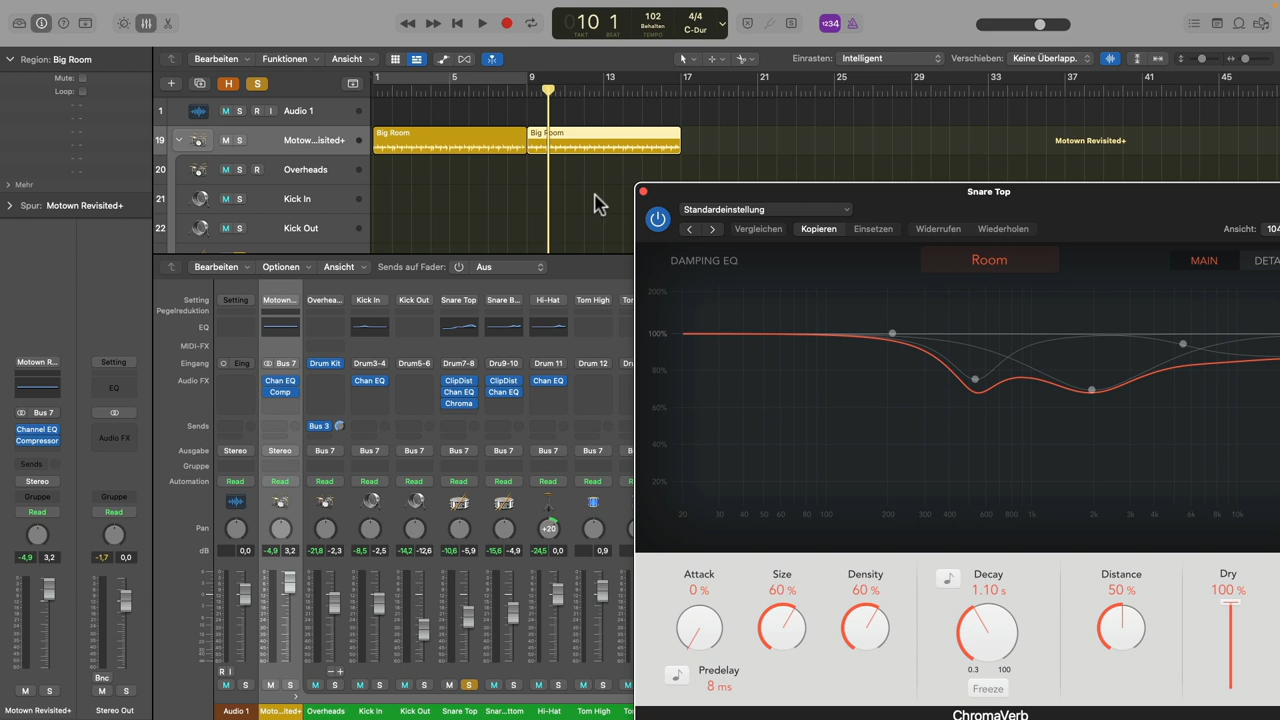 10 1
TAKT BEAT
102
Behalten
TEMPO
4/4
C-Dur
1234
Region: Big Room
Mute:
Loop:
Mehr
Spur: Motown Revisited+
Bearbeiten Funktionen Ansicht
Einrasten: Intelligent
Verschieben: Keine Überlapp.
H S
1 5 9 13 17 21 25 29 33 37 41 45
1 M S R I Audio 1
19 M S Motow...isited+
20 M S R Overheads
21 M S Kick In
22 M S Kick Out
Big Room
Big Room
Motown Revisited+
Bearbeiten Optionen Ansicht Sends auf Fader: Aus
Setting Setting Motown... Overhea... Kick In Kick Out Snare Top Snare B... Hi-Hat Tom High
Pegelreduktion
EQ
MIDI-FX
Eingang Eing Bus 7 Drum Kit Drum3-4 Drum5-6 Drum7-8 Dru9-10 Drum 11 Drum 12
Audio FX Chan EQ Chan EQ ClipDist ClipDist Chan EQ
Comp Chan EQ Chan EQ
Chroma
Sends Bus 3
Ausgabe Stereo Stereo Bus 7 Bus 7 Bus 7 Bus 7 Bus 7 Bus 7 Bus 7
Gruppe
Automation Read Read Read Read Read Read Read Read Read
Pan +20
dB 0,0 -4,9 3,2 -21,8 -2,3 -8,5 -2,5 -14,2 -12,6 -10,6 -5,9 -15,6 -4,9 -24,5 0,0 0,9
R I
M S M S M S M S M S M S M S M S
Audio 1 Moto...ited+ Overheads Kick In Kick Out Snare Top Snar...ttom Hi-Hat Tom High
Motown R... Setting
EQ
Bus 7
Channel EQ
Compressor
Audio FX
Sends
Stereo
Gruppe Gruppe
Read Read
-4,9 3,2 -1,7 0,0
Bnc
M S M S
Motown Revisited+ Stereo Out
Snare Top
Standardeinstellung
Vergleichen Kopieren Einsetzen Widerrufen Wiederholen Ansicht: 104
DAMPING EQ Room MAIN DETA
200%
100%
80%
60%
40%
20%
20 30 40 50 60 80 100 200 300 400 600 800 1k 2k 3k 4k 6k 8k 10k
Attack Size Density Decay Distance Dry
0 % 60 % 60 % 1.10 s 50 % 100 %
0.3 100
Predelay
8 ms
Freeze
ChromaVerb